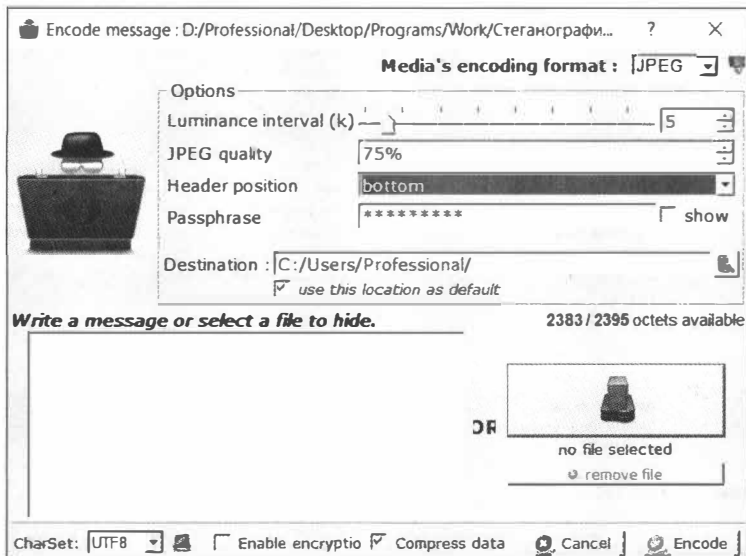 Encode message : D:/Professional/Desktop/Programs/Work/Стеганографи... ? ×
Media's encoding format : JPEG
Options
Luminance interval (k) 5
JPEG quality 75%
Header position bottom
Passphrase ********* show
Destination : C:/Users/Professional/
use this location as default
Write a message or select a file to hide. 2383 / 2395 octets available
OR
no file selected
remove file
CharSet: UTF8 Enable encryptio Compress data Cancel Encode